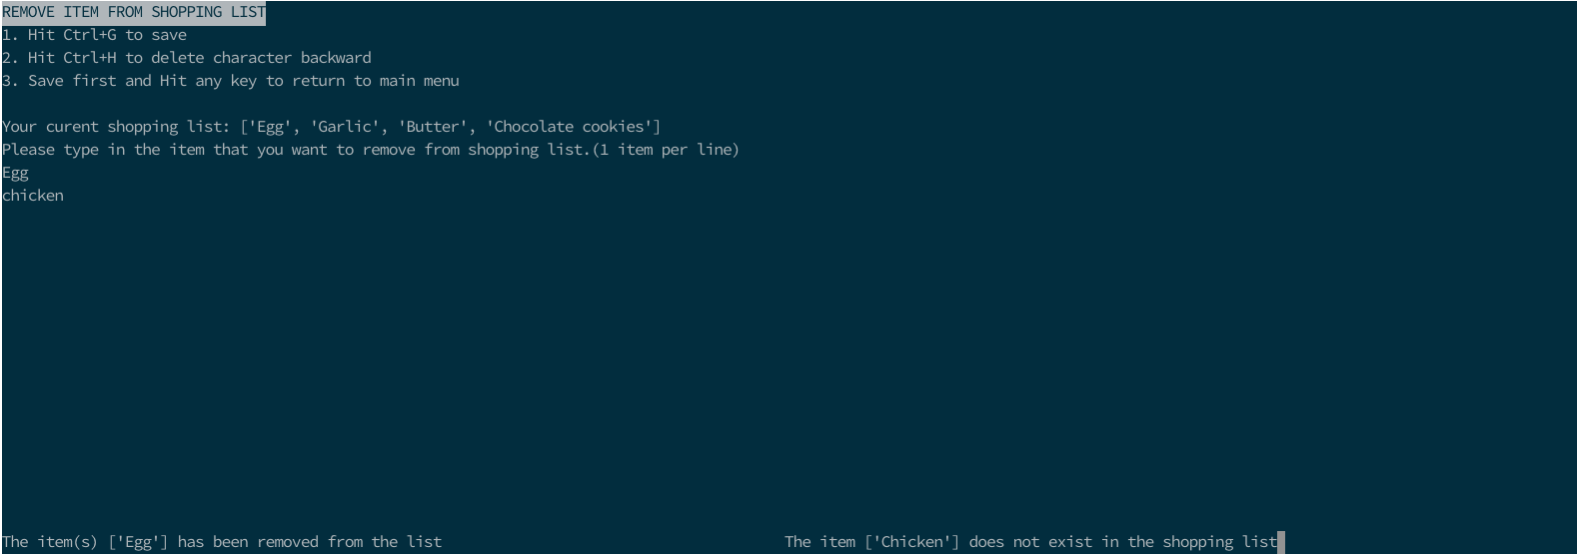 REMOVE ITEM FROM SHOPPING LIST
1. Hit Ctrl+G to save
2. Hit Ctrl+H to delete character backward
3. Save first and Hit any key to return to main menu
Your curent shopping list: ['Egg', 'Garlic', 'Butter', 'Chocolate cookies']
Please type in the item that you want to remove from shopping list.(1 item per line)
Egg
chicken
The item(s) ['Egg'] has been removed from the list The item ['Chicken'] does not exist in the shopping list